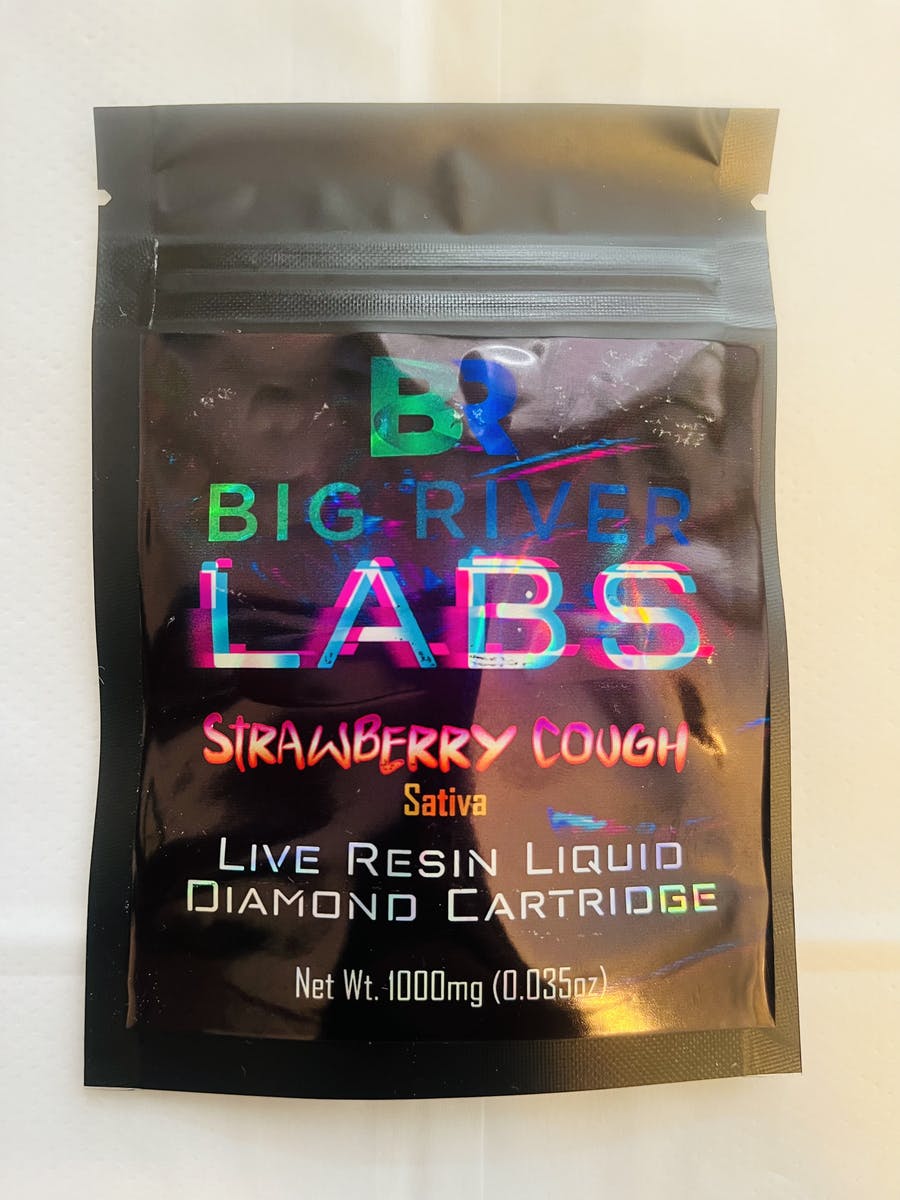 BR
BIG RIVER
LABS
STRAWBERRY COUGH
Sativa
LIVE RESIN LIQUID
DIAMOND CARTRIDGE
Net Wt. 1000mg (0.035oz)